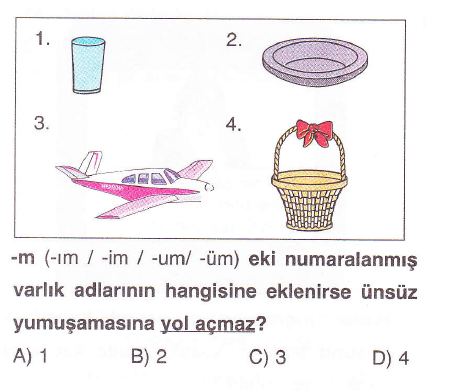 1.
2.
3.
4.
-m (-ım / -im / -um/ -üm) eki numaralanmış
varlık adlarının hangisine eklenirse ünsüz
yumuşamasına yol açmaz?
A) 1 B) 2 C) 3 D) 4